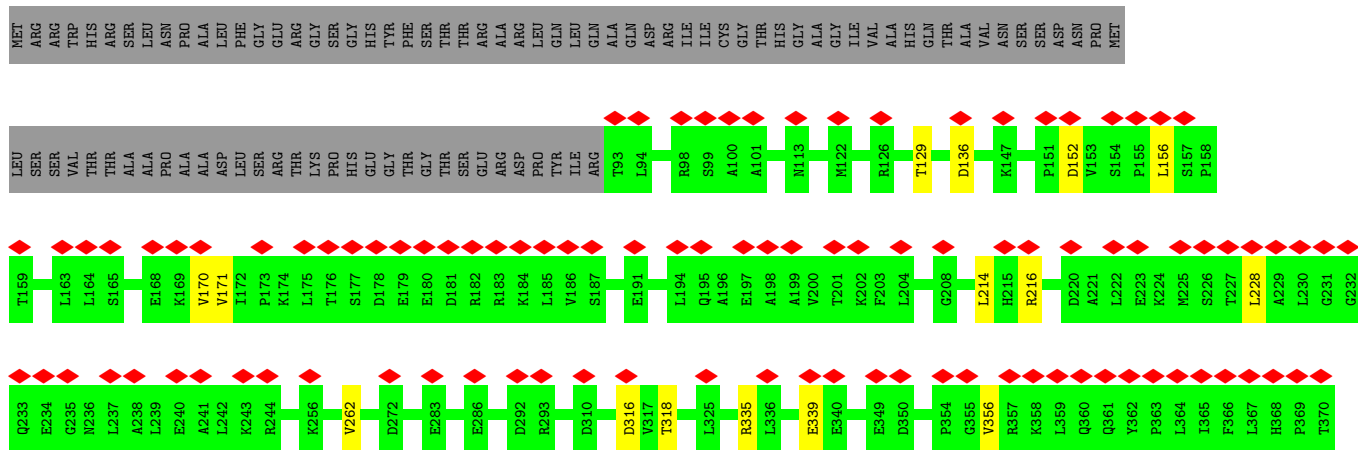 MET ARG ARG TRP HIS ARG SER LEU ASN PRO ALA LEU PHE GLY GLU ARG GLY SER GLY HIS TYR PHE SER THR THR ARG ALA ARG LEU GLN LEU GLN ALA GLN ASP ARG ILE ILE CYS GLY THR HIS GLY ALA GLY ILE VAL ALA HIS GLN THR ALA VAL ASN SER SER ASP ASN PRO MET
LEU SER SER VAL THR THR ALA ALA PRO ALA ALA ASP LEU SER ARG THR LYS PRO HIS GLU GLY THR GLY THR SER GLU ARG ASP PRO TYR ILE ARG T93 L94 R98 S99 A100 A101 N113 M122 R126 T129 D136 K147 P151 D152 V153 S154 P155 L156 S157 P158
T159 L163 L164 S165 E168 K169 V170 V171 I172 P173 K174 L175 T176 S177 D178 E179 E180 D181 R182 R183 K184 L185 V186 S187 E191 L194 Q195 A196 E197 A198 A199 V200 T201 K202 F203 L204 G208 L214 H215 R216 D220 A221 L222 E223 K224 M225 S226 T227 L228 A229 L230 G231 G232
Q233 E234 G235 N236 L237 A238 L239 E240 A241 L242 K243 R244 K256 V262 D272 E283 E286 D292 R293 D310 D316 V317 T318 L325 R335 L336 E339 E340 E349 D350 P354 G355 V356 R357 K358 L359 Q360 Q361 Y362 P363 L364 I365 F366 L367 H368 P369 T370